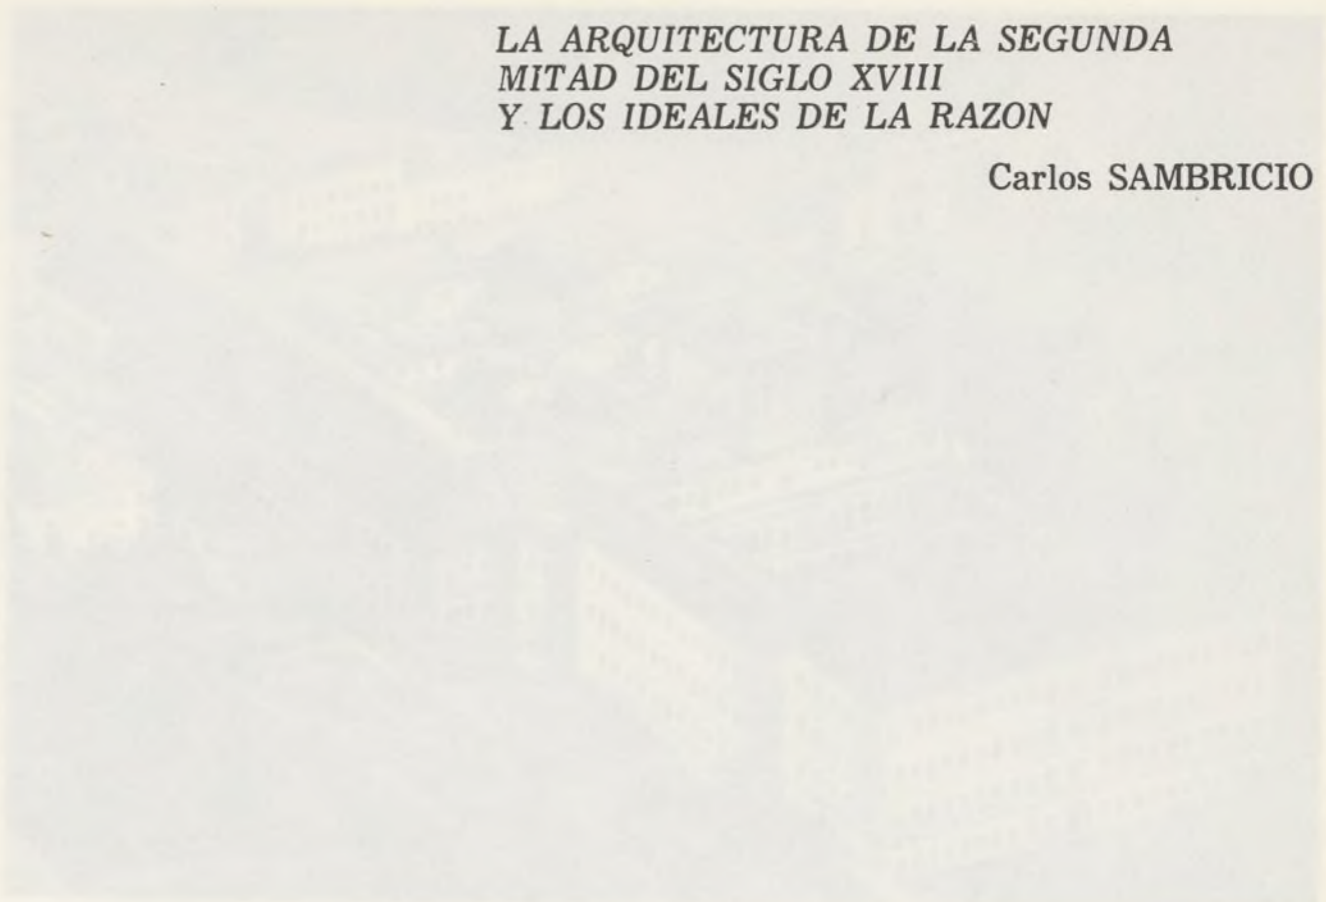 LA ARQUITECTURA DE LA SEGUNDA
MITAD DEL SIGLO XVIII
Y LOS IDEALES DE LA RAZON
Carlos SAMBRICIO